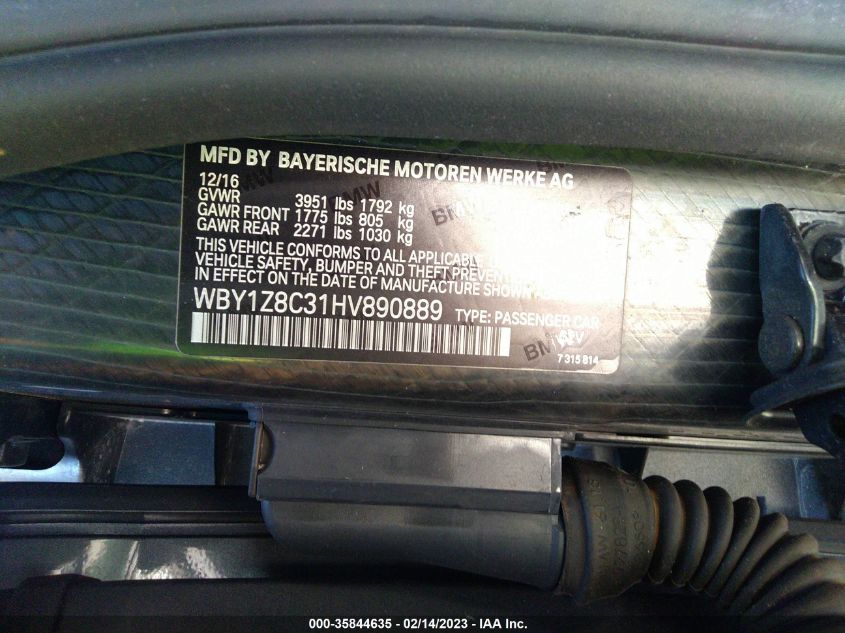 MFD BY BAYERISCHE MOTOREN WERKE AG
12/16
GVWR 3951 lbs 1792 kg
GAWR FRONT 1775 lbs 805 kg
GAWR REAR 2271 lbs 1030 kg
THIS VEHICLE CONFORMS TO ALL APPLICABLE
VEHICLE SAFETY, BUMPER AND THEFT PREVENT
IN EFFECT ON THE DATE OF MANUFACTURE SHOWN
WBY1Z8C31HV890889 TYPE: PASSENGER CAR
BMW
7 315 814
000-35844635 - 02/14/2023 - IAA Inc.